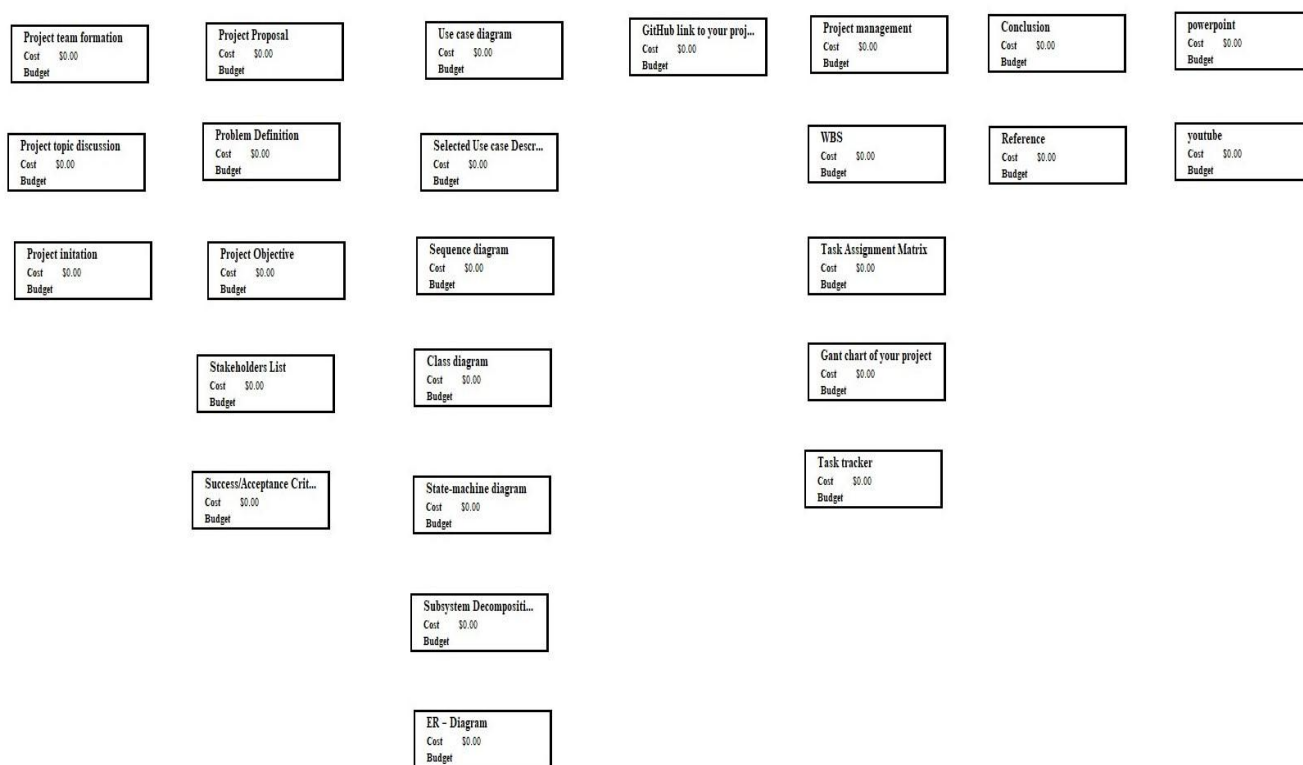 Project team formation
Cost $0.00
Budget
Project topic discussion
Cost $0.00
Budget
Project initation
Cost $0.00
Budget
Project Proposal
Cost $0.00
Budget
Problem Definition
Cost $0.00
Budget
Project Objective
Cost $0.00
Budget
Stakeholders List
Cost $0.00
Budget
Success/Acceptance Crit...
Cost $0.00
Budget
Use case diagram
Cost $0.00
Budget
Selected Use case Descr...
Cost $0.00
Budget
Sequence diagram
Cost $0.00
Budget
Class diagram
Cost $0.00
Budget
State-machine diagram
Cost $0.00
Budget
Subsystem Decompositi...
Cost $0.00
Budget
ER – Diagram
Cost $0.00
Budget
GitHub link to your proj...
Cost $0.00
Budget
Project management
Cost $0.00
Budget
WBS
Cost $0.00
Budget
Task Assignment Matrix
Cost $0.00
Budget
Gant chart of your project
Cost $0.00
Budget
Task tracker
Cost $0.00
Budget
Conclusion
Cost $0.00
Budget
Reference
Cost $0.00
Budget
powerpoint
Cost $0.00
Budget
youtube
Cost $0.00
Budget